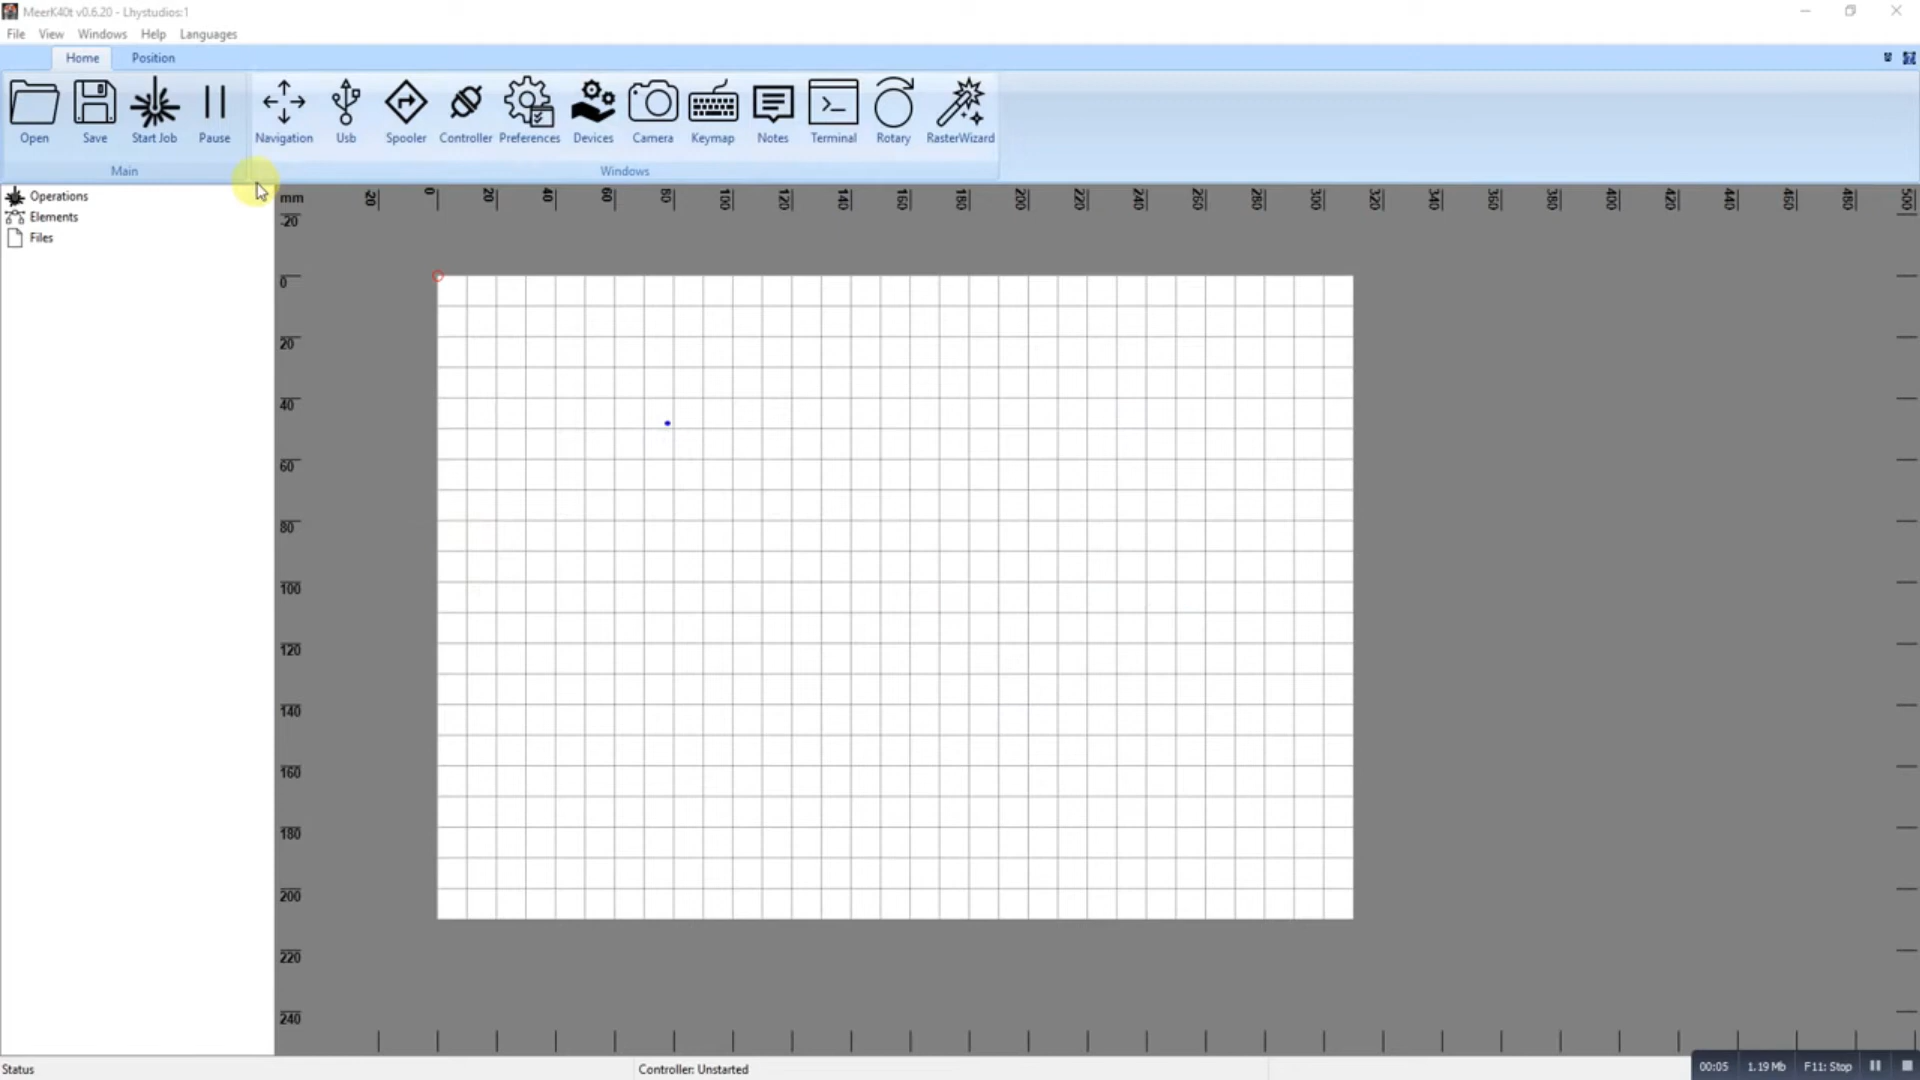 MeerK40t v0.6.20 - Lhystudios:1
File View Windows Help Languages
Home Position
Open Save Start Job Pause Navigation Usb Spooler Controller Preferences Devices Camera Keymap Notes Terminal Rotary RasterWizard
Main Windows
Operations
Elements
Files
mm -20 0 20 40 60 80 100 120 140 160 180 200 220 240 260 280 300 320 340 360 380 400 420 440 460 480 500
-20
0
20
40
60
80
100
120
140
160
180
200
220
240
Status Controller: Unstarted
00:05 1.19 Mb F11: Stop